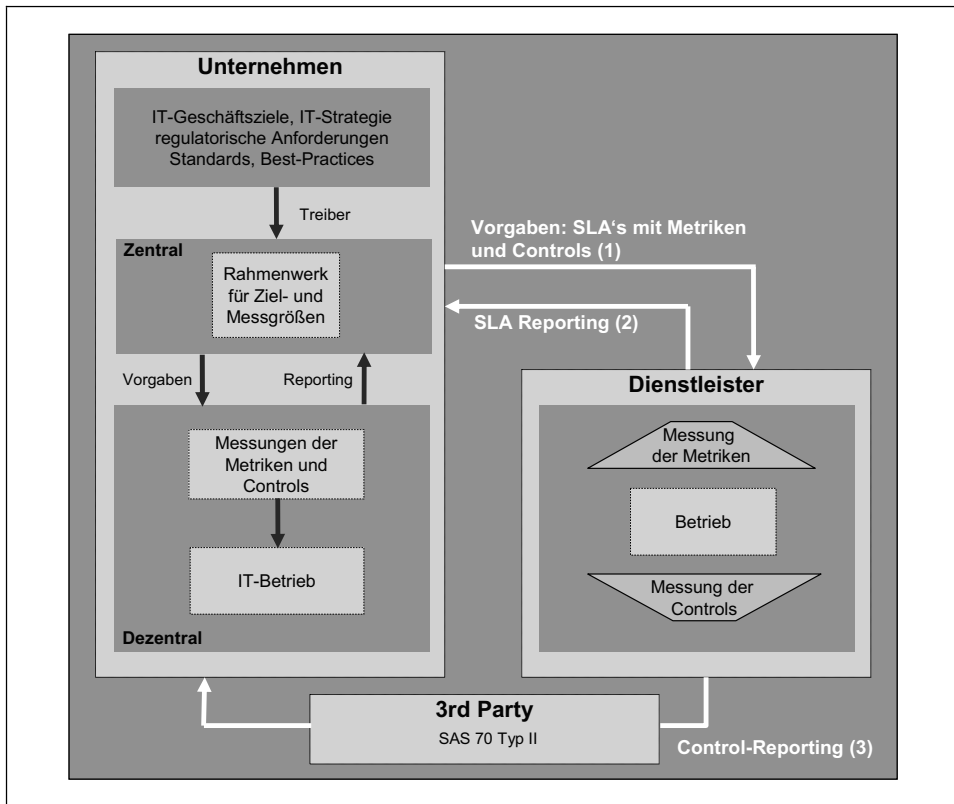 Unternehmen
IT-Geschäftsziele, IT-Strategie
regulatorische Anforderungen
Standards, Best-Practices
Treiber
Zentral
Rahmenwerk
für Ziel- und
Messgrößen
Vorgaben
Reporting
Messungen der
Metriken und
Controls
IT-Betrieb
Dezentral
Vorgaben: SLA‘s mit Metriken
und Controls (1)
SLA Reporting (2)
Dienstleister
Messung
der Metriken
Betrieb
Messung der
Controls
3rd Party
SAS 70 Typ II
Control-Reporting (3)